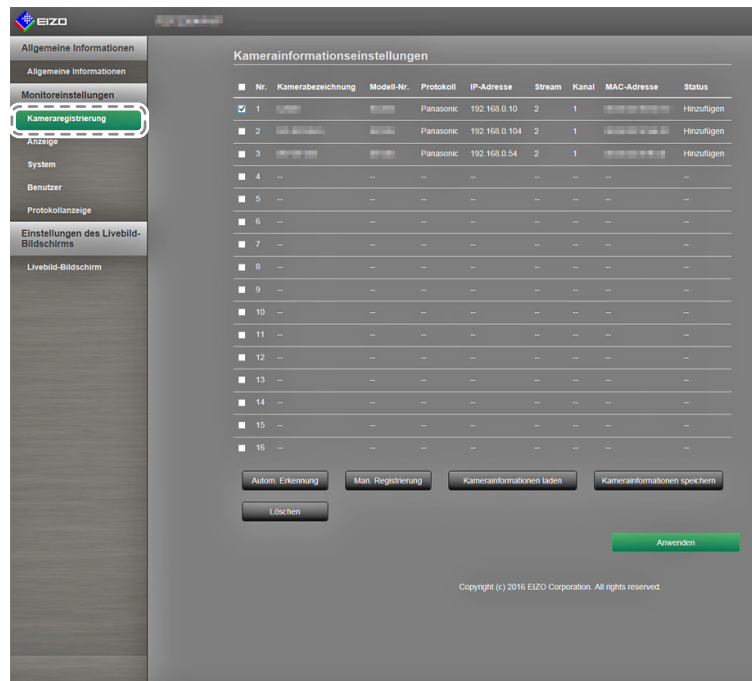 EIZO
Allgemeine Informationen
Allgemeine Informationen
Monitoreinstellungen
Kameraregistrierung
Anzeige
System
Benutzer
Protokollanzeige
Einstellungen des Livebild-
Bildschirms
Livebild-Bildschirm
Kamerainformationseinstellungen
Nr. Kamerabezeichnung Modell-Nr. Protokoll IP-Adresse Stream Kanal MAC-Adresse Status
1 Panasonic 192.168.0.10 2 1 Hinzufügen
2 Panasonic 192.168.0.104 2 1 Hinzufügen
3 Panasonic 192.168.0.54 2 1 Hinzufügen
4 -- -- -- -- -- -- -- --
5 -- -- -- -- -- -- -- --
6 -- -- -- -- -- -- -- --
7 -- -- -- -- -- -- -- --
8 -- -- -- -- -- -- -- --
9 -- -- -- -- -- -- -- --
10 -- -- -- -- -- -- -- --
11 -- -- -- -- -- -- -- --
12 -- -- -- -- -- -- -- --
13 -- -- -- -- -- -- -- --
14 -- -- -- -- -- -- -- --
15 -- -- -- -- -- -- -- --
16 -- -- -- -- -- -- -- --
Autom. Erkennung Man. Registrierung Kamerainformationen laden Kamerainformationen speichern
Löschen
Anwenden
Copyright (c) 2016 EIZO Corporation. All rights reserved.